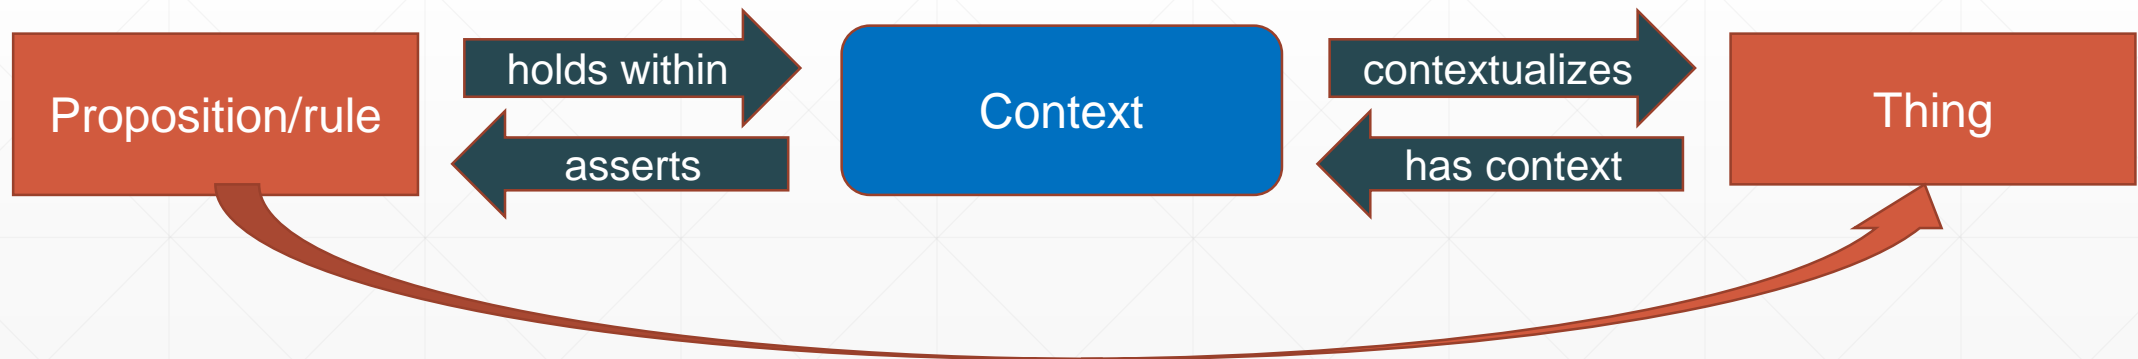 Proposition/rule
holds within
asserts
Context
contextualizes
has context
Thing